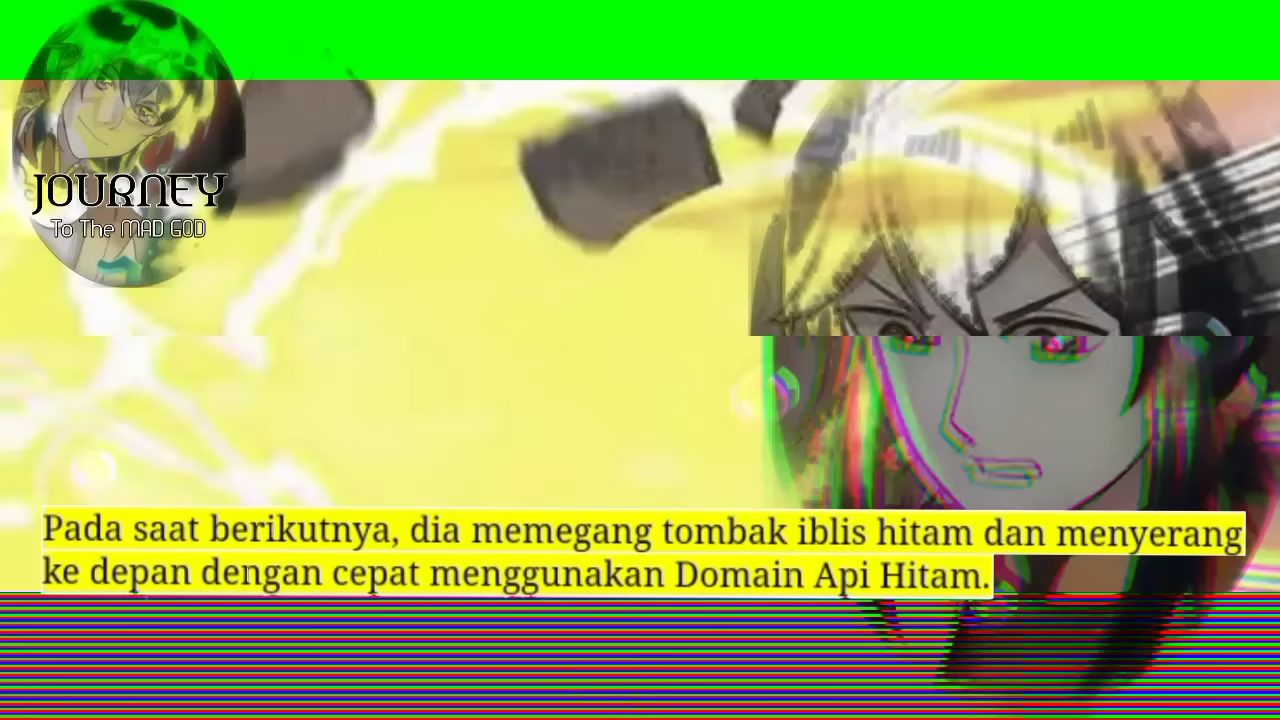 JOURNEY
To The MAD GOD
Pada saat berikutnya, dia memegang tombak iblis hitam dan menyerang
ke depan dengan cepat menggunakan Domain Api Hitam.